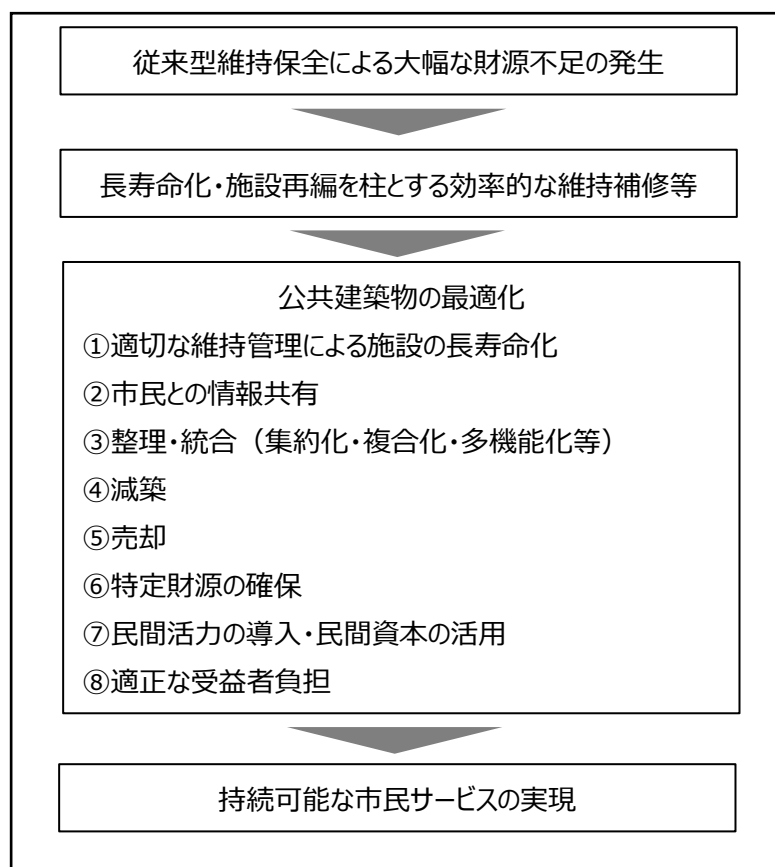 従来型維持保全による大幅な財源不足の発生
長寿命化・施設再編を柱とする効率的な維持補修等
公共建築物の最適化
①適切な維持管理による施設の長寿命化
②市民との情報共有
③整理・統合（集約化・複合化・多機能化等）
④減築
⑤売却
⑥特定財源の確保
⑦民間活力の導入・民間資本の活用
⑧適正な受益者負担
持続可能な市民サービスの実現